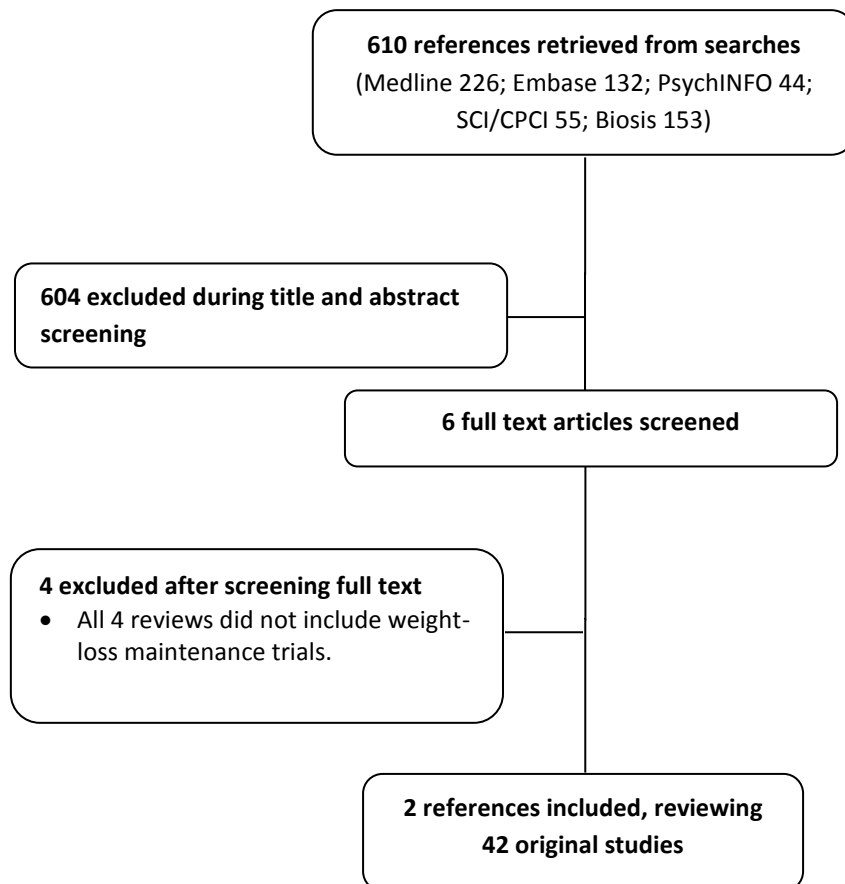 610 references retrieved from searches
(Medline 226; Embase 132; PsychINFO 44;
SCI/CPCI 55; Biosis 153)
604 excluded during title and abstract
screening
6 full text articles screened
4 excluded after screening full text
• All 4 reviews did not include weight-
loss maintenance trials.
2 references included, reviewing
42 original studies